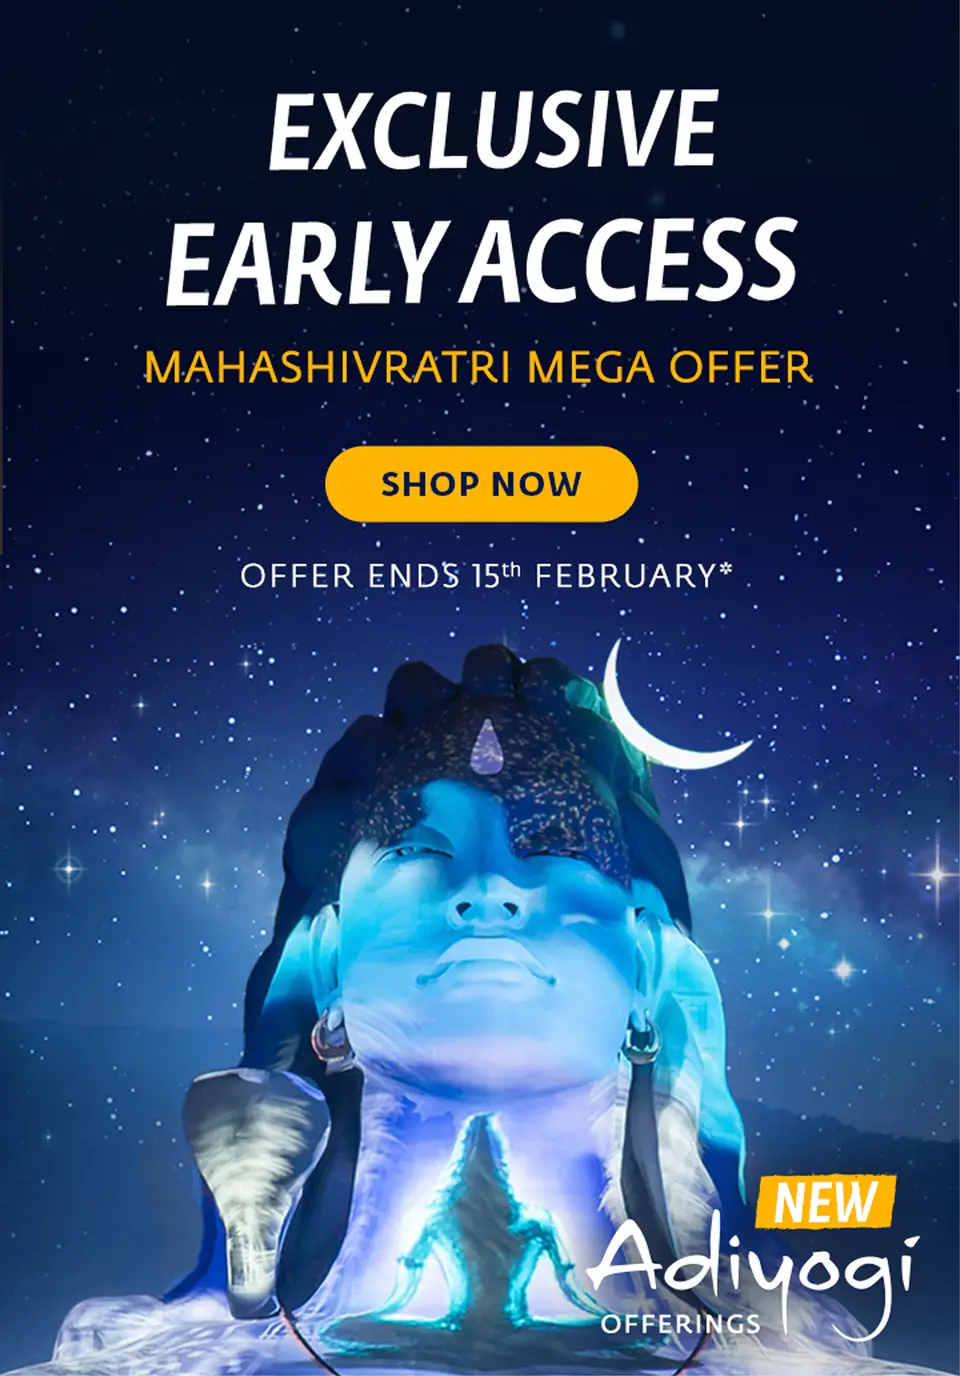 EXCLUSIVE
EARLY ACCESS
MAHASHIVRATRI MEGA OFFER
SHOP NOW
OFFER ENDS 15th FEBRUARY*
NEW
Adiyogi
OFFERINGS